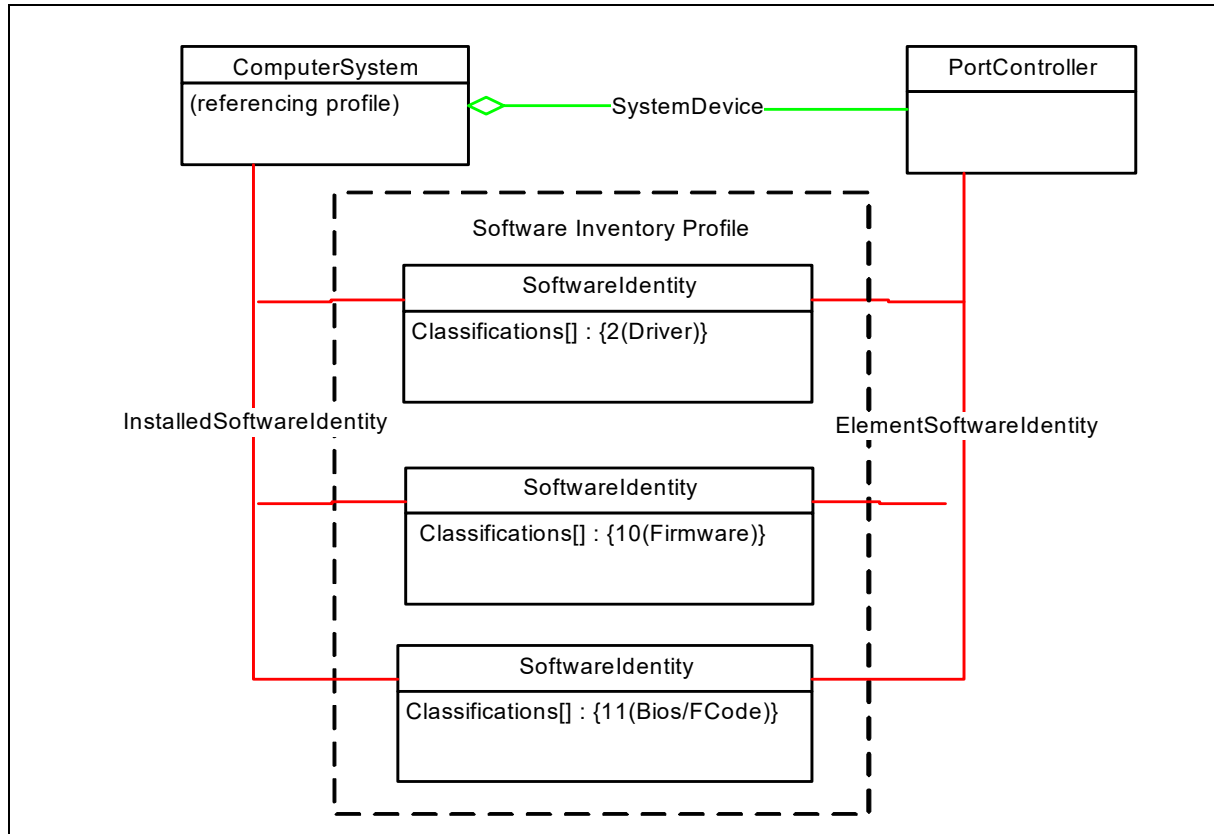 ComputerSystem
(referencing profile)
SystemDevice
PortController
Software Inventory Profile
SoftwareIdentity
Classifications[] : {2(Driver)}
InstalledSoftwareIdentity
ElementSoftwareIdentity
SoftwareIdentity
Classifications[] : {10(Firmware)}
SoftwareIdentity
Classifications[] : {11(Bios/FCode)}